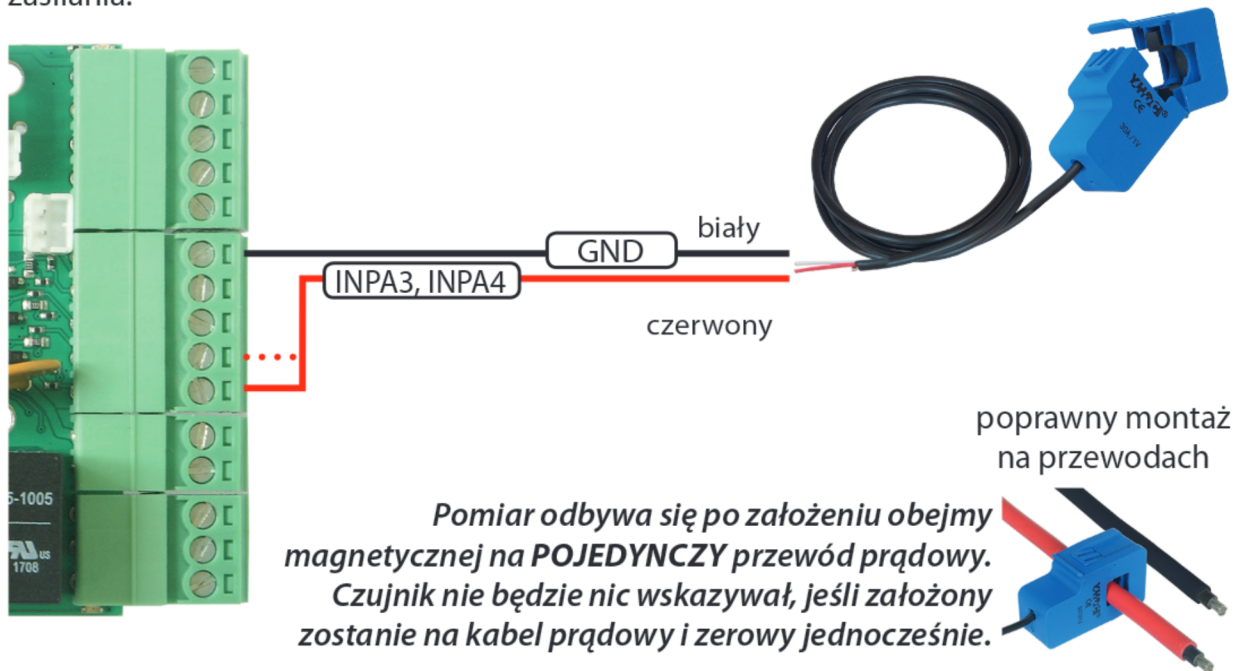 zasilania.
biały
GND
INPA3, INPA4
czerwony
poprawny montaż
na przewodach
5-1005
US
1708
Pomiar odbywa się po założeniu obejmy
magnetycznej na POJEDYNCZY przewód prądowy.
Czujnik nie będzie nic wskazywał, jeśli założony
zostanie na kabel prądowy i zerowy jednocześnie.